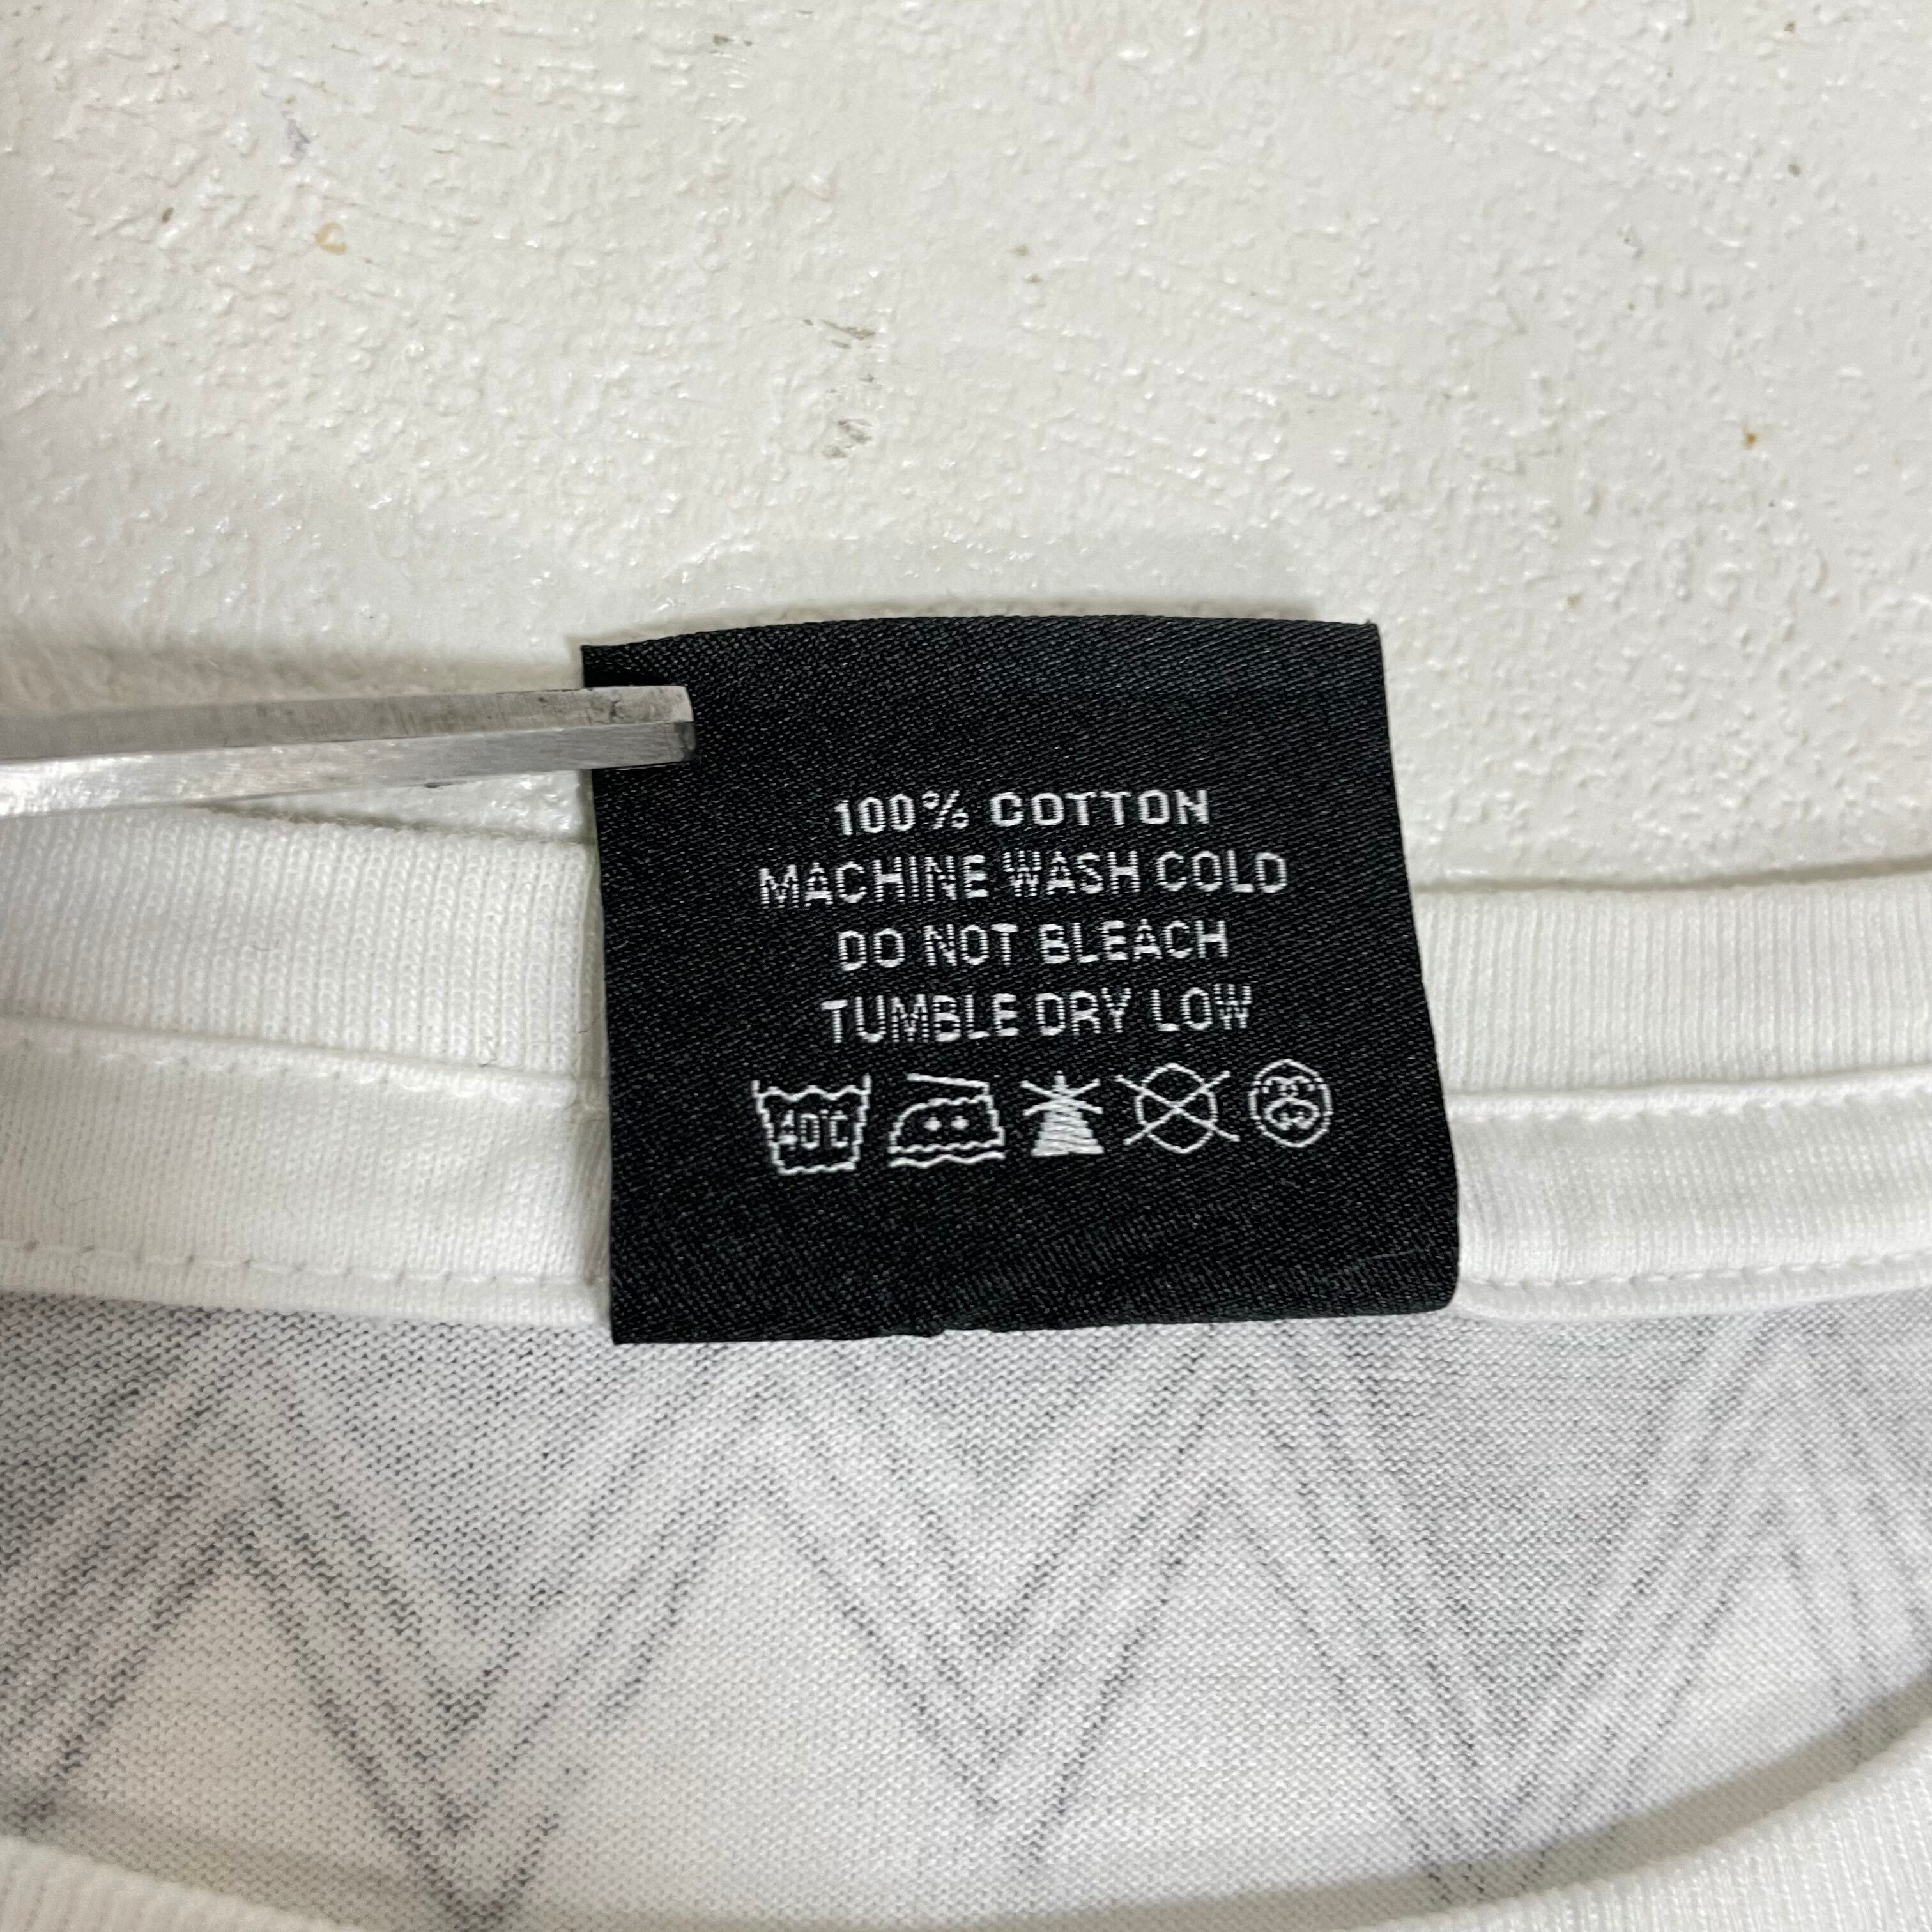 100% COTTON
MACHINE WASH COLD
DO NOT BLEACH
TUMBLE DRY LOW
40°C